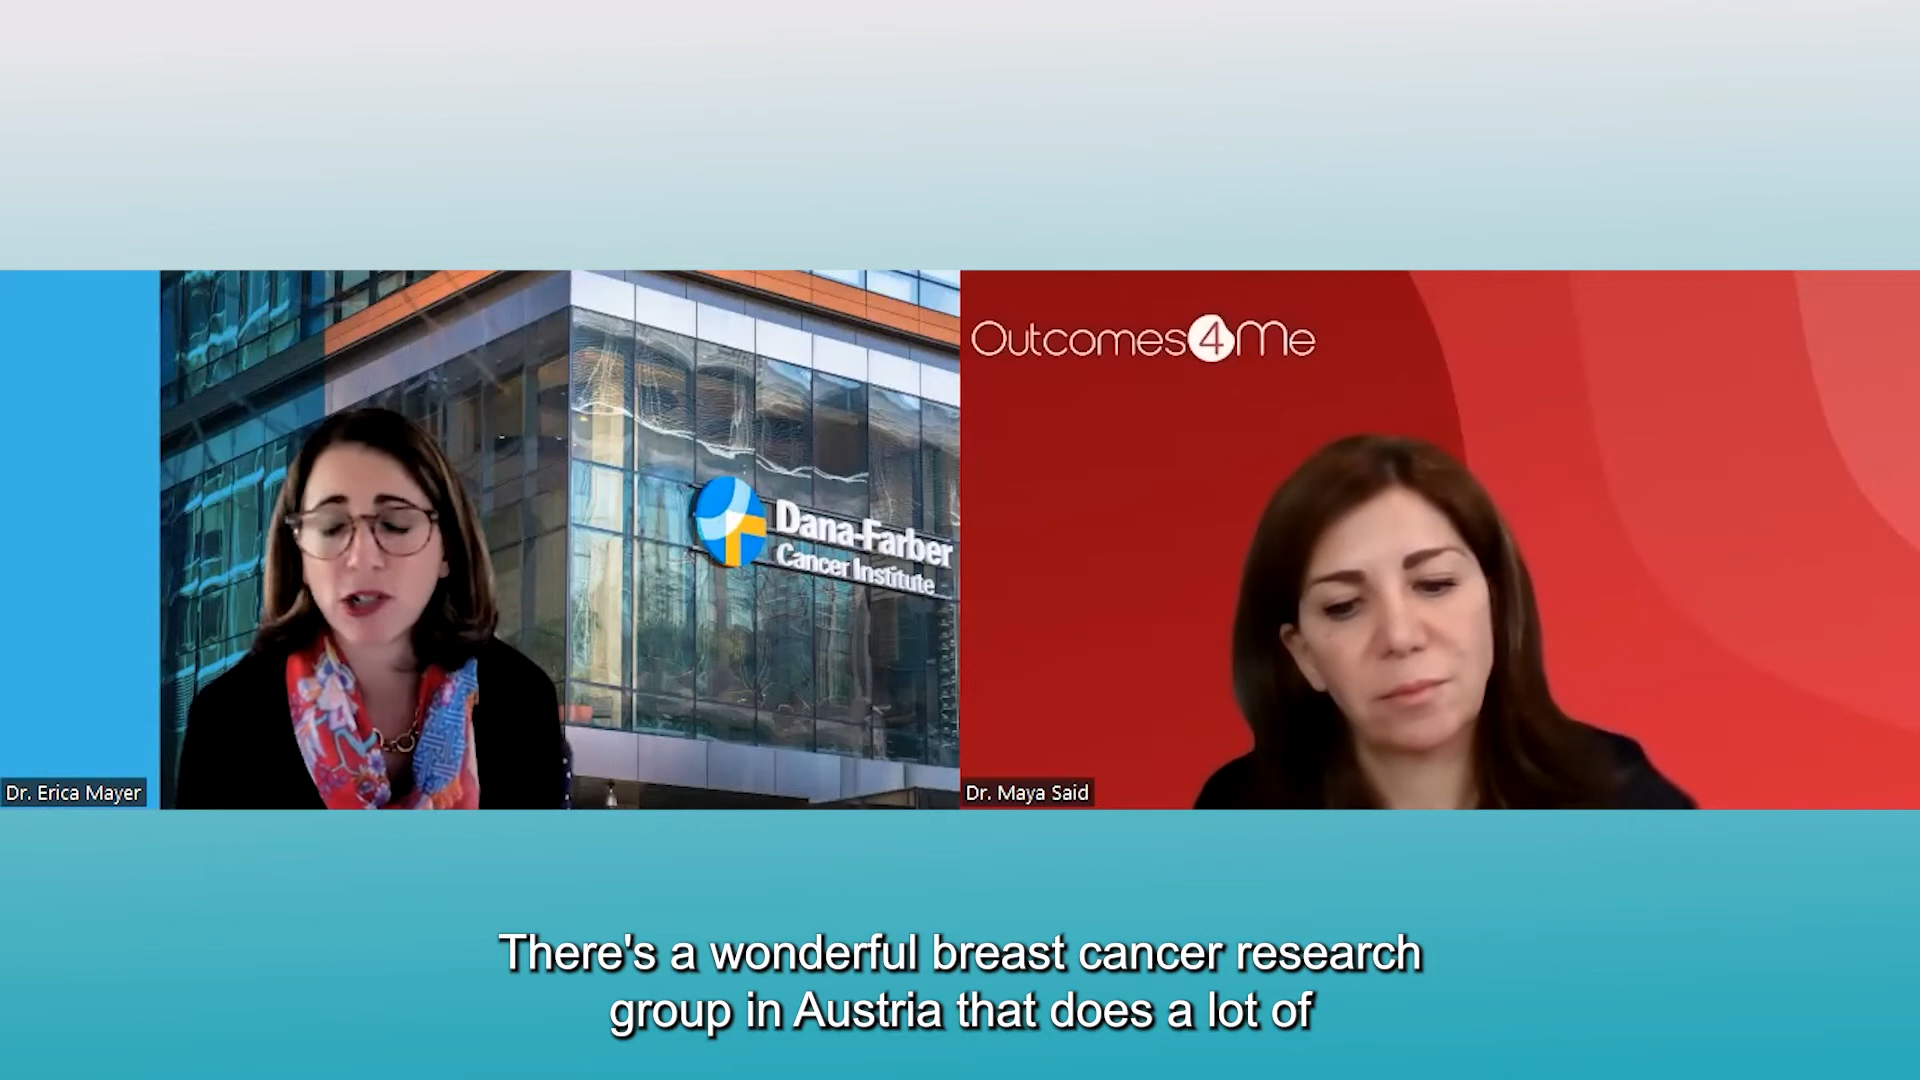 Outcomes4Me
Dana-Farber
Cancer Institute
Dr. Erica Mayer
Dr. Maya Said
There's a wonderful breast cancer research
group in Austria that does a lot of